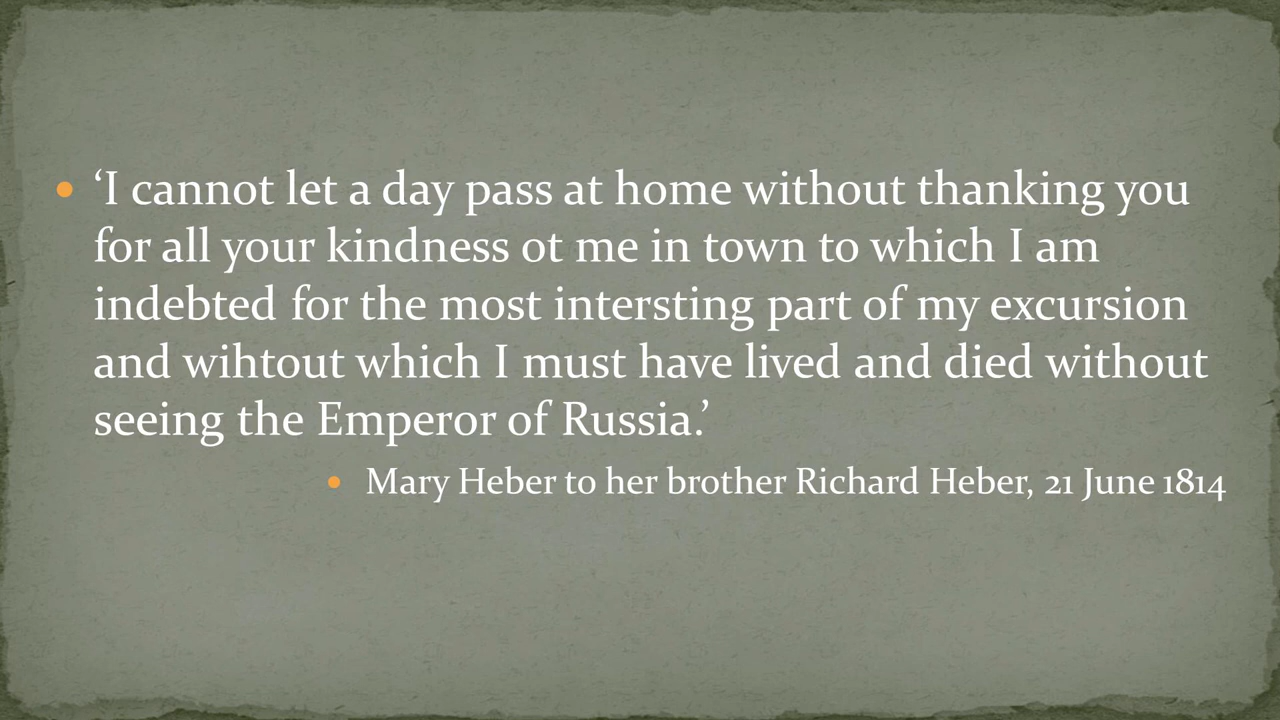 • ‘I cannot let a day pass at home without thanking you
for all your kindness ot me in town to which I am
indebted for the most intersting part of my excursion
and wihtout which I must have lived and died without
seeing the Emperor of Russia.’
• Mary Heber to her brother Richard Heber, 21 June 1814